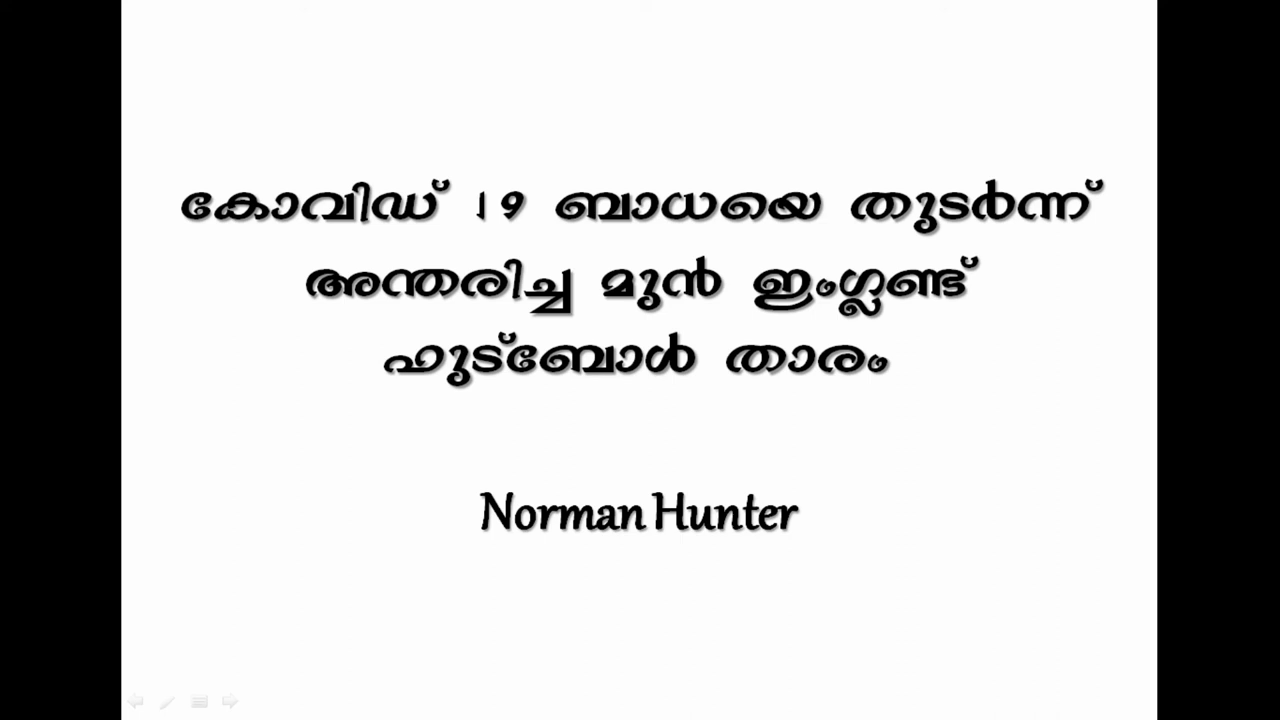 കോവിഡ് 19 ബാധയെ തുടർന്ന്
അന്തരിച്ച മുൻ ഇംഗ്ലണ്ട്
ഫുട്ബോൾ താരം
Norman Hunter